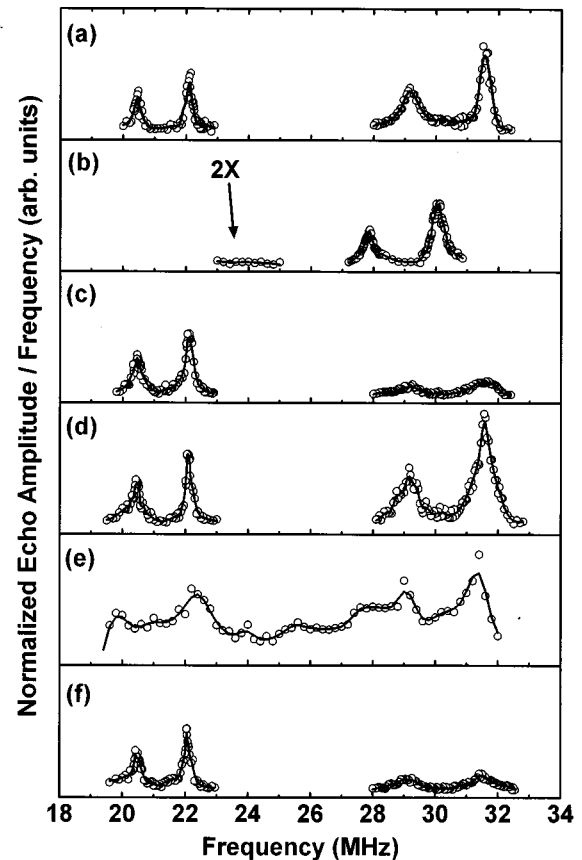 Normalized Echo Amplitude / Frequency (arb. units)
(a)
(b)
2X
(c)
(d)
(e)
(f)
18 20 22 24 26 28 30 32 34
Frequency (MHz)